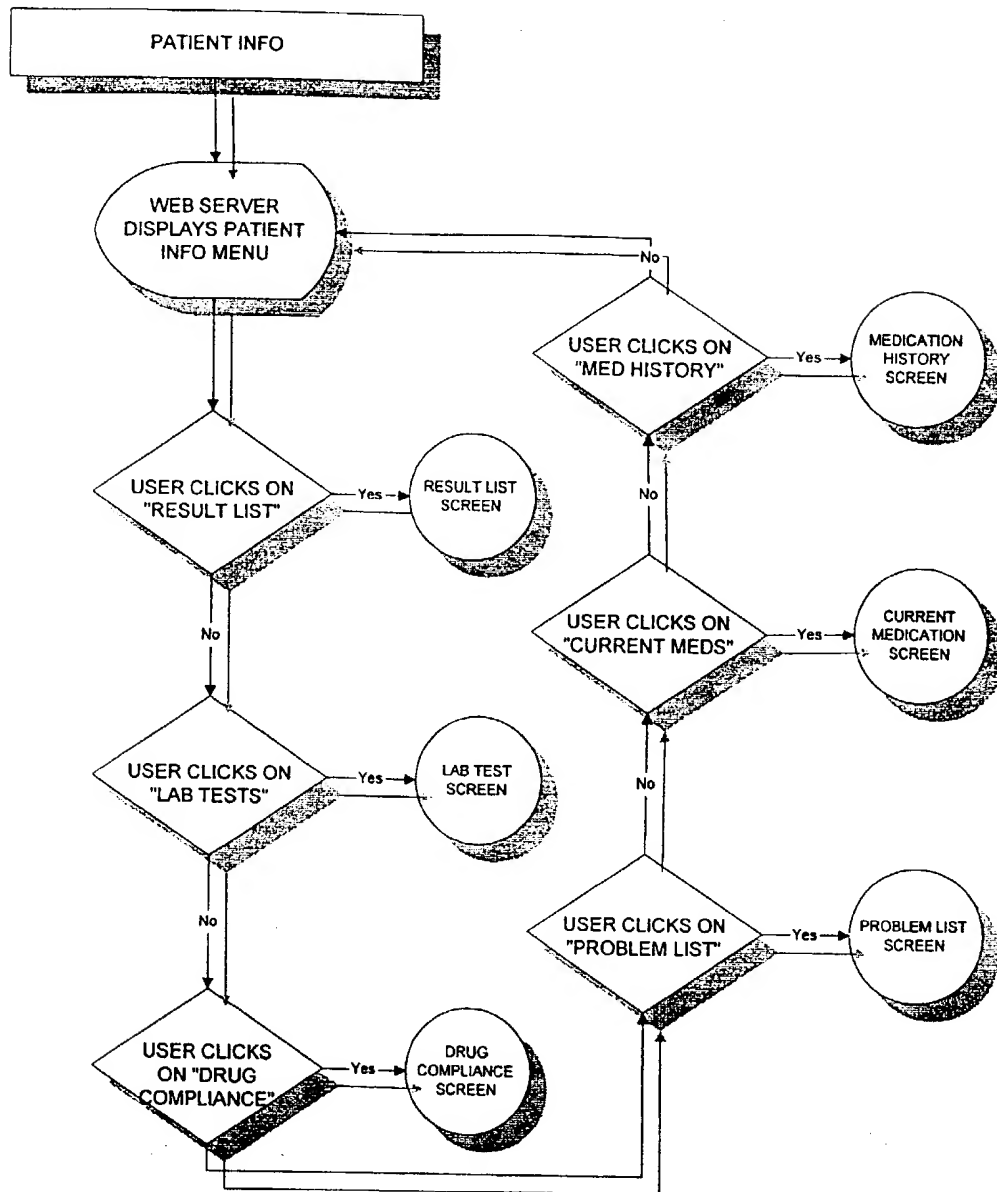 PATIENT INFO
WEB SERVER
DISPLAYS PATIENT
INFO MENU
USER CLICKS ON
"RESULT LIST"
Yes
RESULT LIST
SCREEN
No
USER CLICKS ON
"LAB TESTS"
Yes
LAB TEST
SCREEN
No
USER CLICKS
ON "DRUG
COMPLIANCE"
Yes
DRUG
COMPLIANCE
SCREEN
USER CLICKS ON
"PROBLEM LIST"
Yes
PROBLEM LIST
SCREEN
No
USER CLICKS ON
"CURRENT MEDS"
Yes
CURRENT
MEDICATION
SCREEN
No
USER CLICKS ON
"MED HISTORY"
Yes
MEDICATION
HISTORY
SCREEN
No